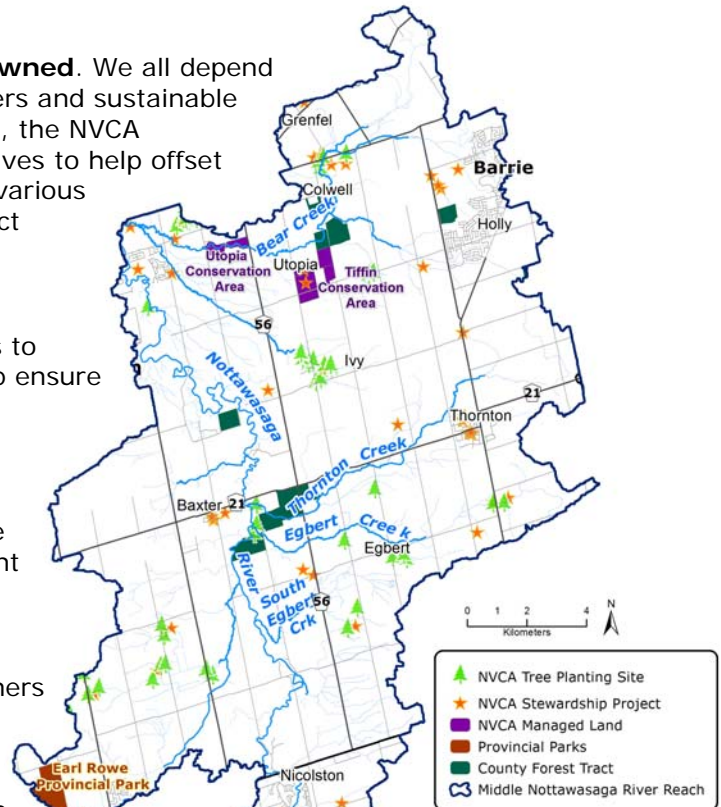 wned. We all depend
ers and sustainable
, the NVCA
ives to help offset
various
ct
s to
o ensure
e
nt
ners
Grenfel
Barrie
Colwell
Holly
Bear Creek
Utopia
Conservation
Area
Utopia
Tiffin
Conservation
Area
56
Ivy
Nottawasaga
21
Thornton
Thornton Creek
Baxter
21
Egbert Creek
Egbert
River
South
Egbert
Crk
56
0 2 4
Kilometers
N
NVCA Tree Planting Site
NVCA Stewardship Project
NVCA Managed Land
Provincial Parks
County Forest Tract
Middle Nottawasaga River Reach
Earl Rowe
Provincial Park
Nicolston